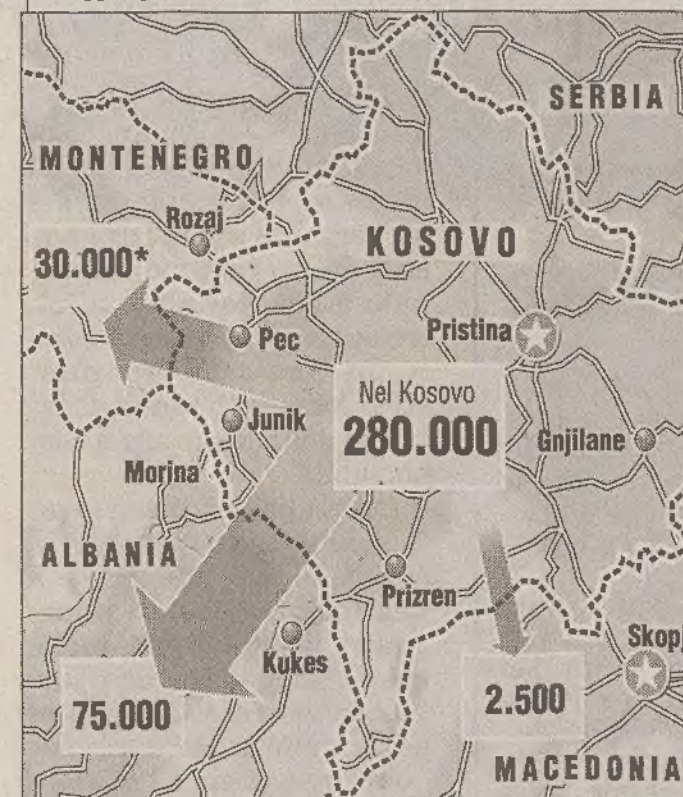 SERBIA
MONTENEGRO
Rozaj
KOSOVO
30.000*
Pec
Pristina
Nel Kosovo
280.000
Junik
Gnjilane
Morina
ALBANIA
Prizren
Kukes
Skopj
75.000
2.500
MACEDONIA